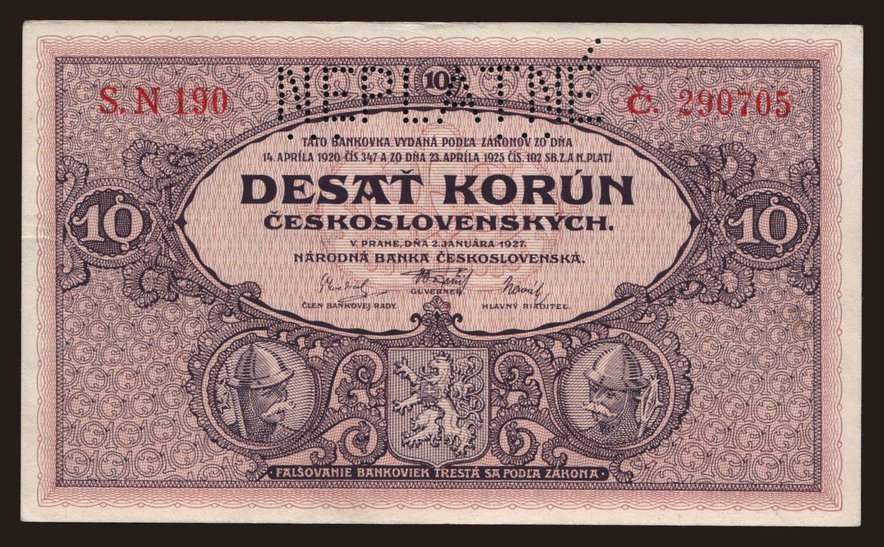 NEPLATNÉ
10
S. N 190
Č. 290705
TÁTO BANKOVKA, VYDANÁ PODĽA ZÁKONOV ZO DŇA
14. APRÍLA 1920 ČÍS. 347 A ZO DŇA 23. APRÍLA 1925 ČÍS. 102 SB. Z. A N. PLATÍ
DESAŤ KORÚN
ČESKOSLOVENSKÝCH.
10
10
V. PRAHE, DŇA 2. JANUÁRA 1927.
NÁRODNÁ BANKA ČESKOSLOVENSKÁ.
GUVERNER.
ČLEN BANKOVEJ RADY.
HLAVNÝ RIADITEĽ.
· FALŠOVANIE BANKOVIEK TRESTÁ SA PODĽA ZÁKONA ·